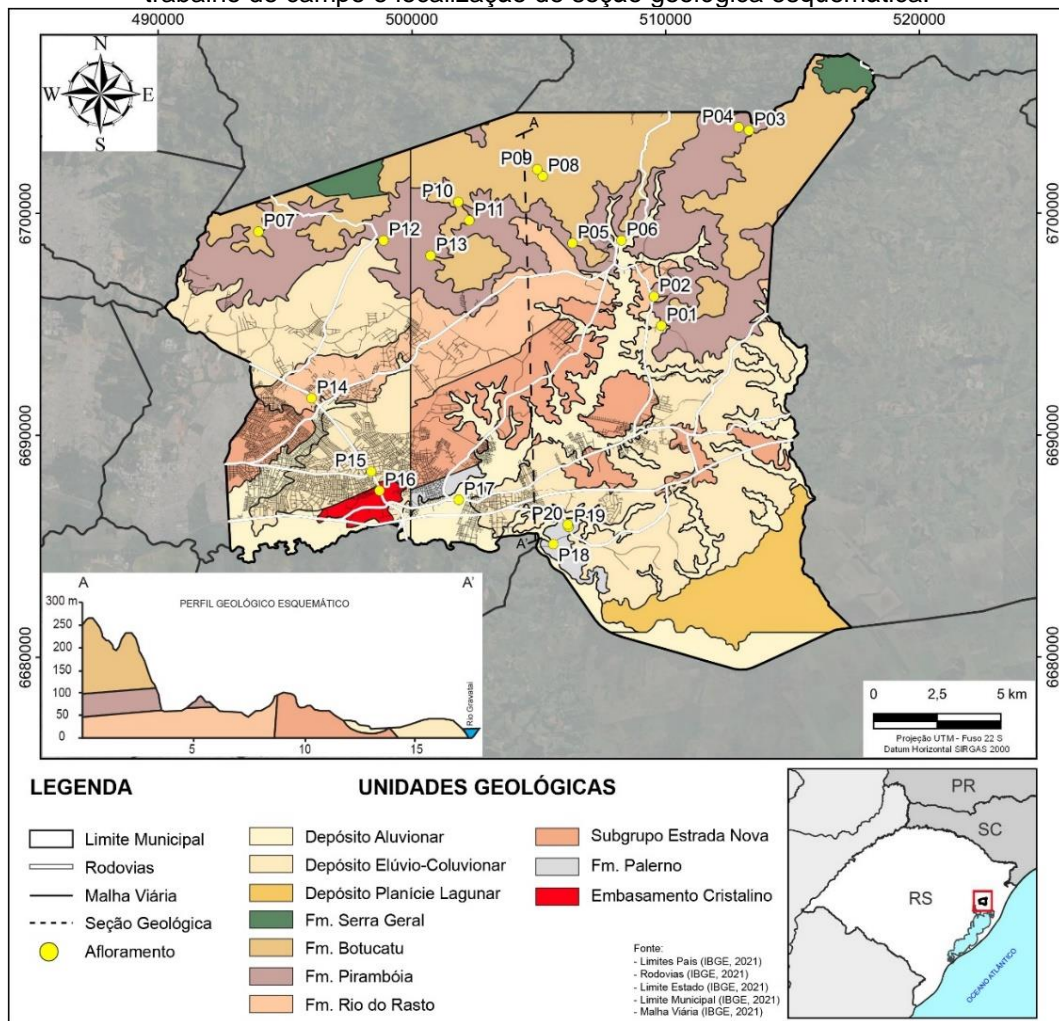 trabalho de campo e localização de seção geológica esquemática.
490000
500000
510000
520000
N
W
E
S
6700000
6700000
6690000
6690000
6680000
6680000
A
P04
P03
P09
P08
P10
P11
P07
P12
P13
P05
P06
P02
P01
P14
P15
P16
P17
P20
P19
A'
P18
A
A'
PERFIL GEOLÓGICO ESQUEMÁTICO
300 m
250
200
150
100
50
0
5
10
15
Rio Gravataí
0
2,5
5 km
Projeção UTM - Fuso 22 S
Datum Horizontal SIRGAS 2000
LEGENDA
Limite Municipal
Rodovias
Malha Viária
Seção Geológica
Afloramento
UNIDADES GEOLÓGICAS
Depósito Aluvionar
Depósito Elúvio-Coluvionar
Depósito Planície Lagunar
Fm. Serra Geral
Fm. Botucatu
Fm. Pirambóia
Fm. Rio do Rasto
Subgrupo Estrada Nova
Fm. Palerno
Embasamento Cristalino
Fonte:
- Limites País (IBGE, 2021)
- Rodovias (IBGE, 2021)
- Limite Estado (IBGE, 2021)
- Limite Municipal (IBGE, 2021)
- Malha Viária (IBGE, 2021)
PR
SC
RS
OCEANO ATLÂNTICO